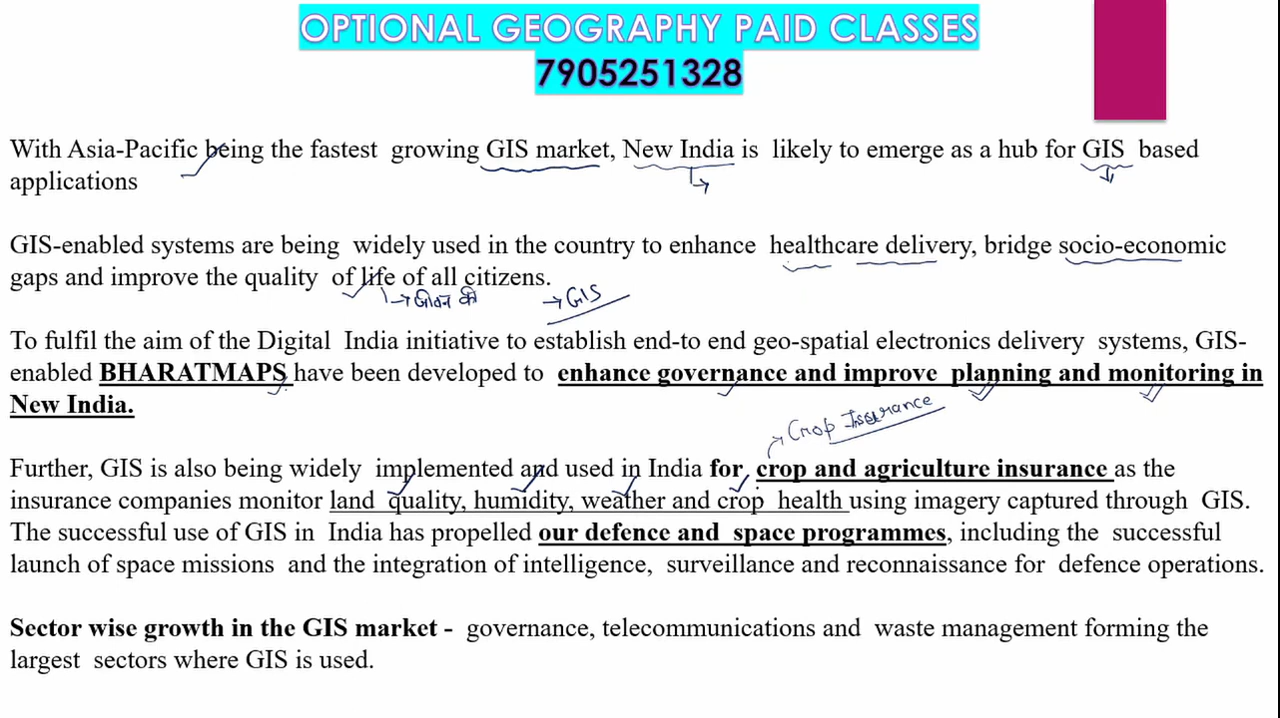 OPTIONAL GEOGRAPHY PAID CLASSES
7905251328
With Asia-Pacific being the fastest growing GIS market, New India is likely to emerge as a hub for GIS based
applications
GIS-enabled systems are being widely used in the country to enhance healthcare delivery, bridge socio-economic
gaps and improve the quality of life of all citizens.
→ जीवन की → GIS
To fulfil the aim of the Digital India initiative to establish end-to end geo-spatial electronics delivery systems, GIS-
enabled BHARATMAPS have been developed to enhance governance and improve planning and monitoring in
New India.
→ Crop Insurance
Further, GIS is also being widely implemented and used in India for crop and agriculture insurance as the
insurance companies monitor land quality, humidity, weather and crop health using imagery captured through GIS.
The successful use of GIS in India has propelled our defence and space programmes, including the successful
launch of space missions and the integration of intelligence, surveillance and reconnaissance for defence operations.
Sector wise growth in the GIS market - governance, telecommunications and waste management forming the
largest sectors where GIS is used.